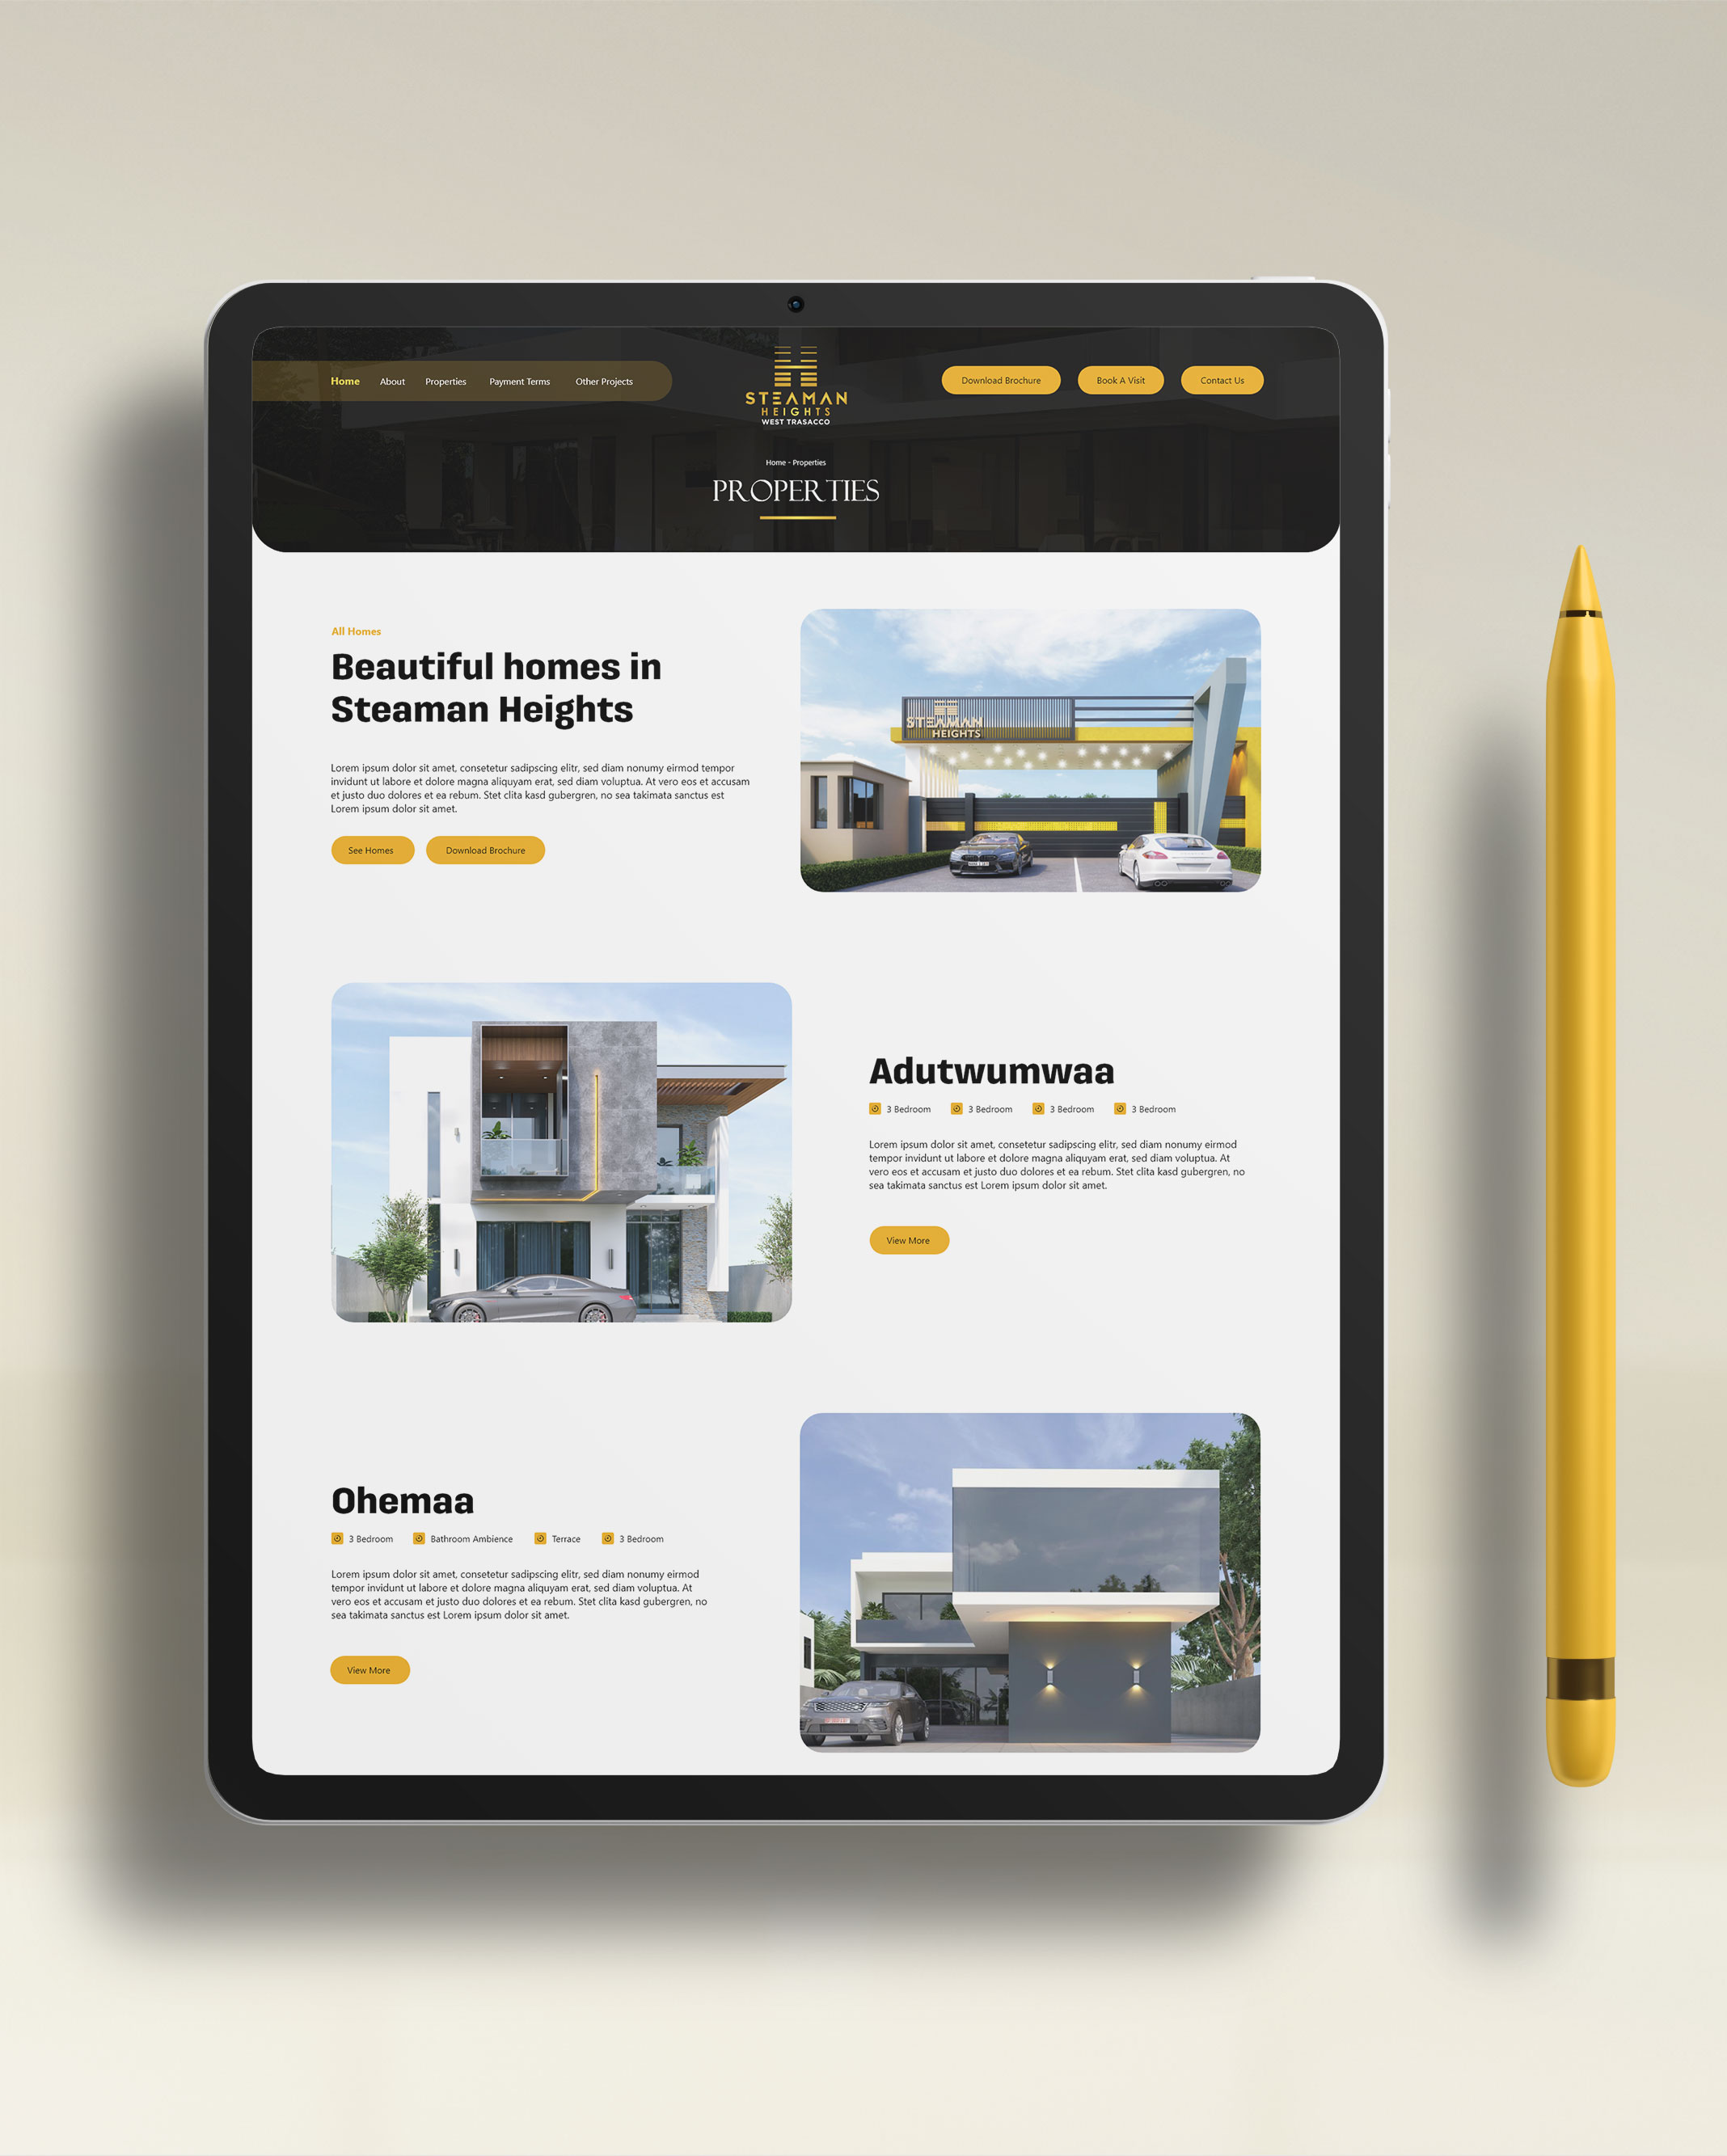 Home About Properties Payment Terms Other Projects
STEAMAN
HEIGHTS
WEST TRASACCO
Download Brochure Book A Visit Contact Us
Home - Properties
PROPERTIES
All Homes
Beautiful homes in
Steaman Heights
Lorem ipsum dolor sit amet, consetetur sadipscing elitr, sed diam nonumy eirmod tempor
invidunt ut labore et dolore magna aliquyam erat, sed diam voluptua. At vero eos et accusam
et justo duo dolores et ea rebum. Stet clita kasd gubergren, no sea takimata sanctus est
Lorem ipsum dolor sit amet.
See Homes Download Brochure
STEAMAN
HEIGHTS
Adutwumwaa
3 Bedroom 3 Bedroom 3 Bedroom 3 Bedroom
Lorem ipsum dolor sit amet, consetetur sadipscing elitr, sed diam nonumy eirmod
tempor invidunt ut labore et dolore magna aliquyam erat, sed diam voluptua. At
vero eos et accusam et justo duo dolores et ea rebum. Stet clita kasd gubergren, no
sea takimata sanctus est Lorem ipsum dolor sit amet.
View More
Ohemaa
3 Bedroom Bathroom Ambience Terrace 3 Bedroom
Lorem ipsum dolor sit amet, consetetur sadipscing elitr, sed diam nonumy eirmod
tempor invidunt ut labore et dolore magna aliquyam erat, sed diam voluptua. At
vero eos et accusam et justo duo dolores et ea rebum. Stet clita kasd gubergren, no
sea takimata sanctus est Lorem ipsum dolor sit amet.
View More